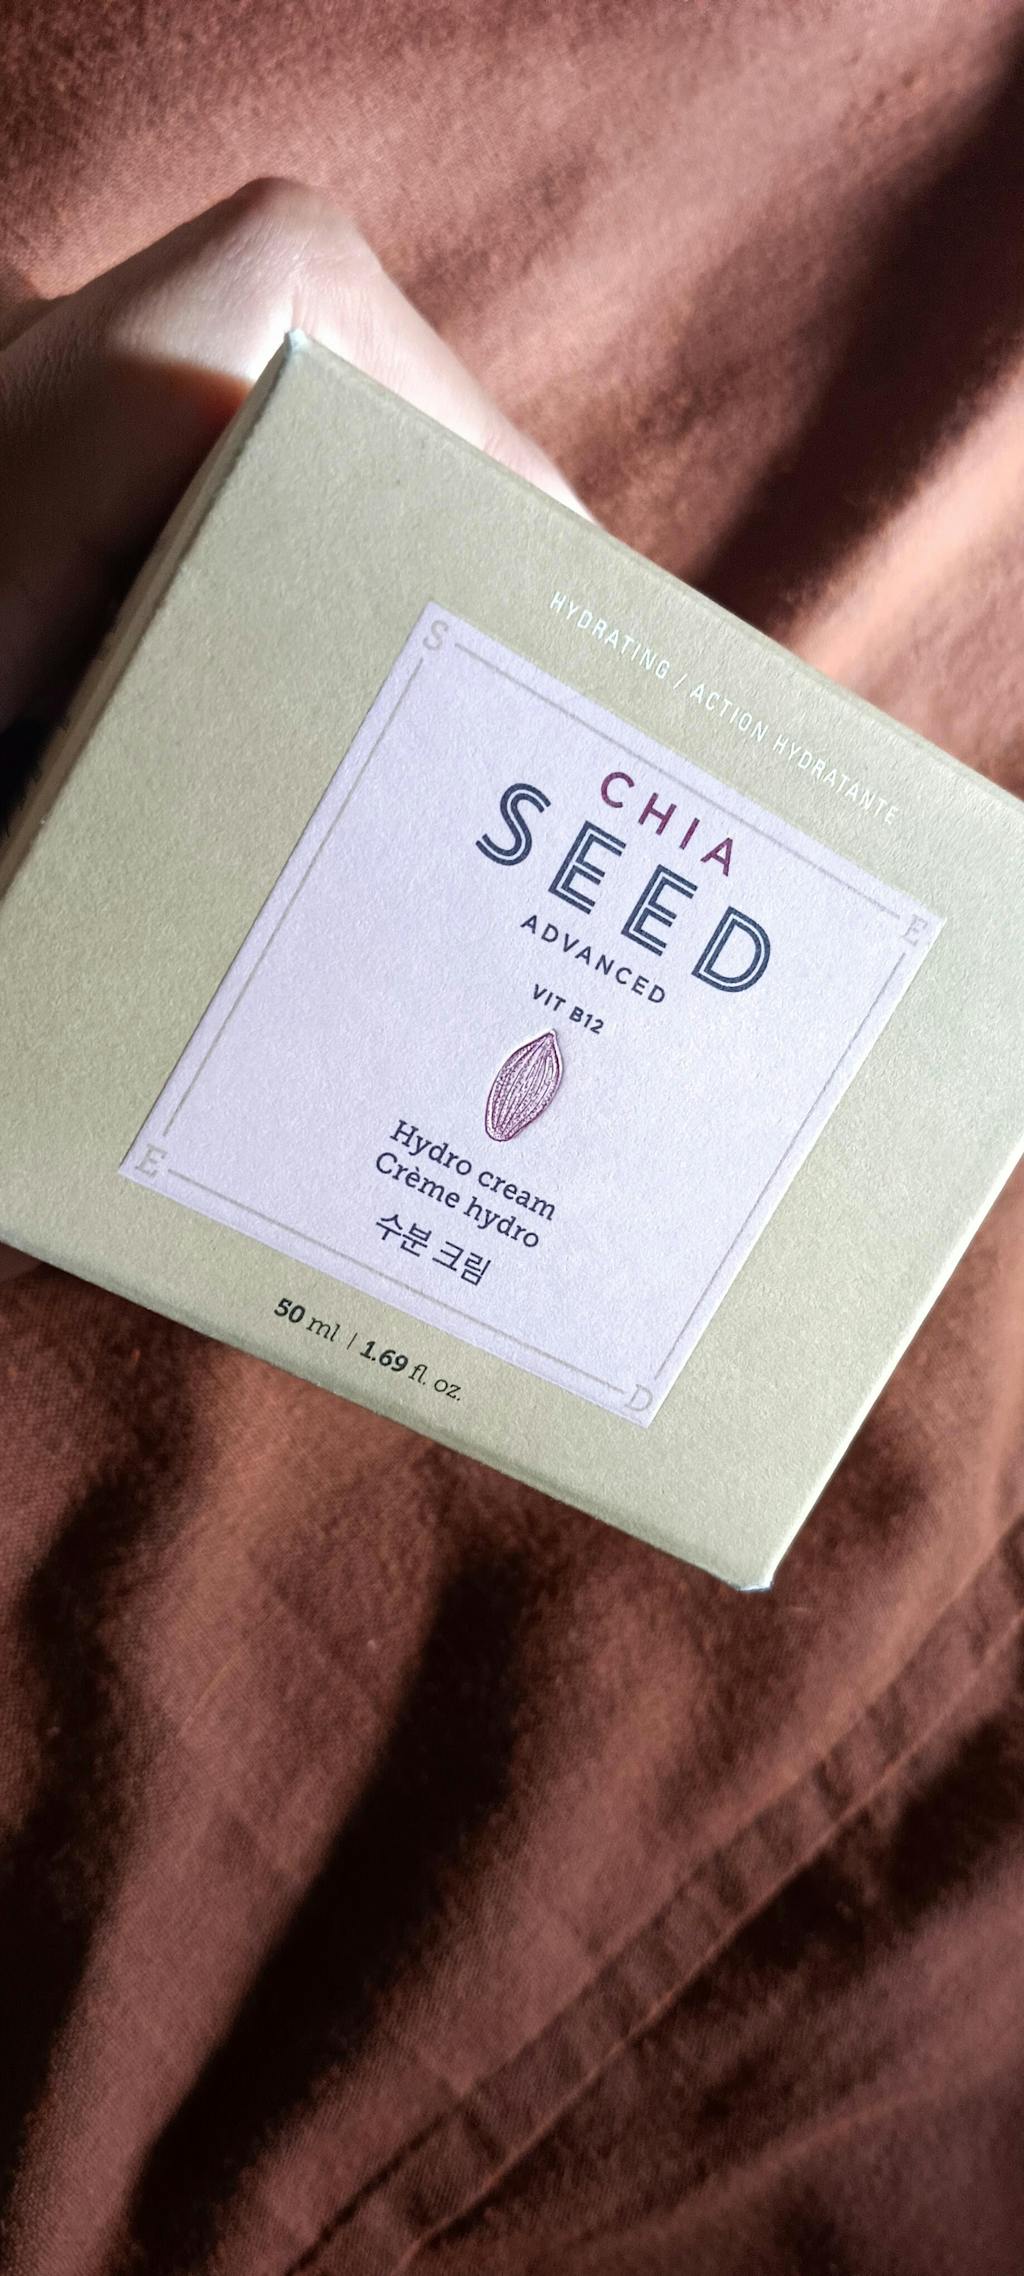 HYDRATING / ACTION HYDRATANTE
S
E
CHIA
SEED
ADVANCED
VIT B12
Hydro cream
Crème hydro
수분 크림
E
D
50 ml | 1.69 fl. oz.